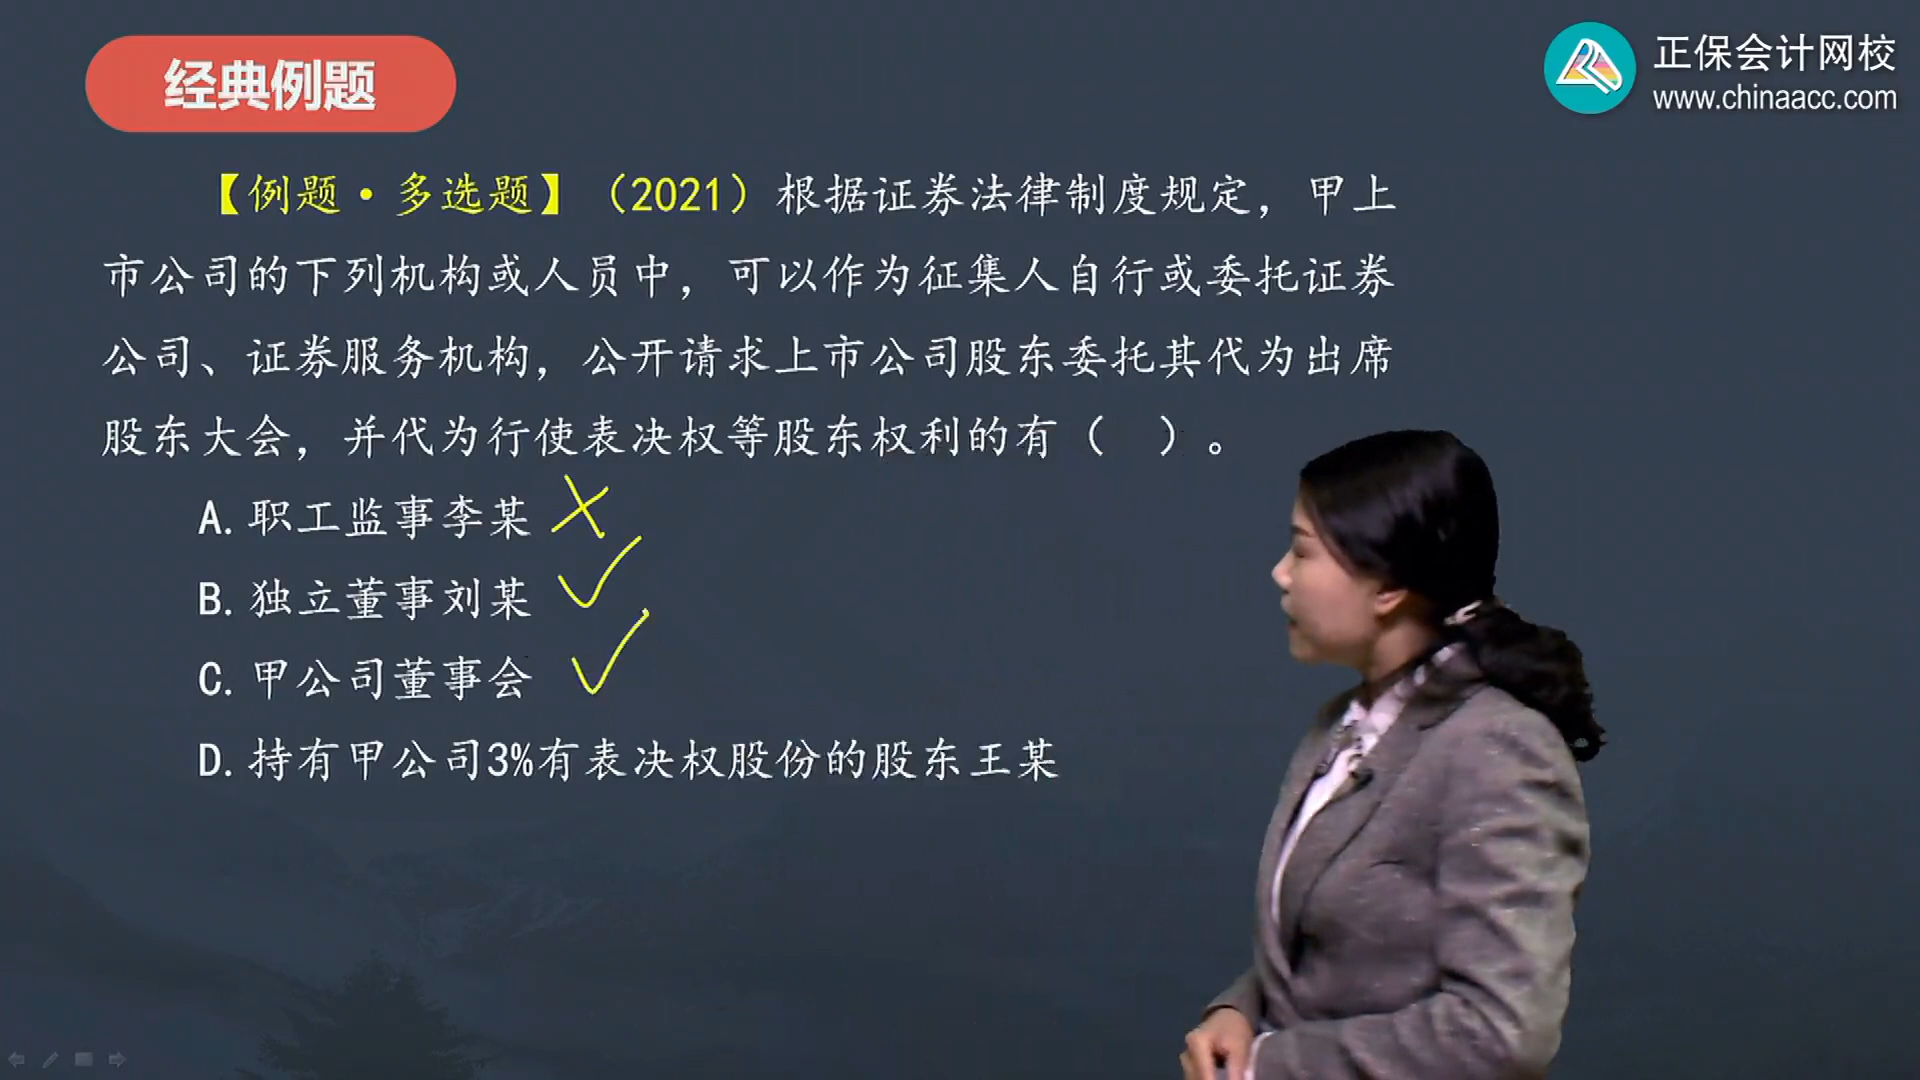 经典例题
正保会计网校
www.chinaacc.com
【例题·多选题】（2021）根据证券法律制度规定，甲上
市公司的下列机构或人员中，可以作为征集人自行或委托证券
公司、证券服务机构，公开请求上市公司股东委托其代为出席
股东大会，并代为行使表决权等股东权利的有（ ）。
A.职工监事李某
B.独立董事刘某
C.甲公司董事会
D.持有甲公司3%有表决权股份的股东王某